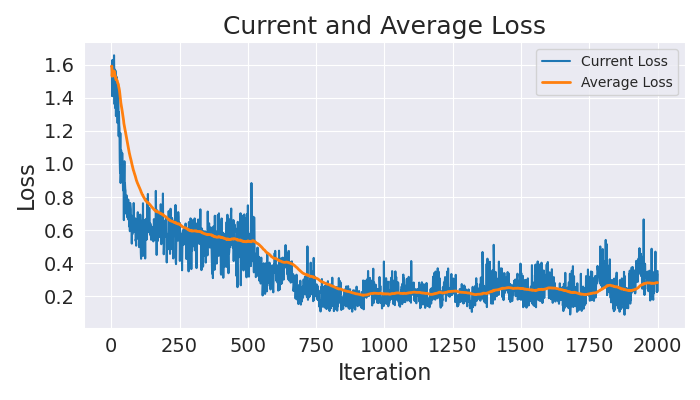 Current and Average Loss
Current Loss
Average Loss
Loss
1.6
1.4
1.2
1.0
0.8
0.6
0.4
0.2
0 250 500 750 1000 1250 1500 1750 2000
Iteration